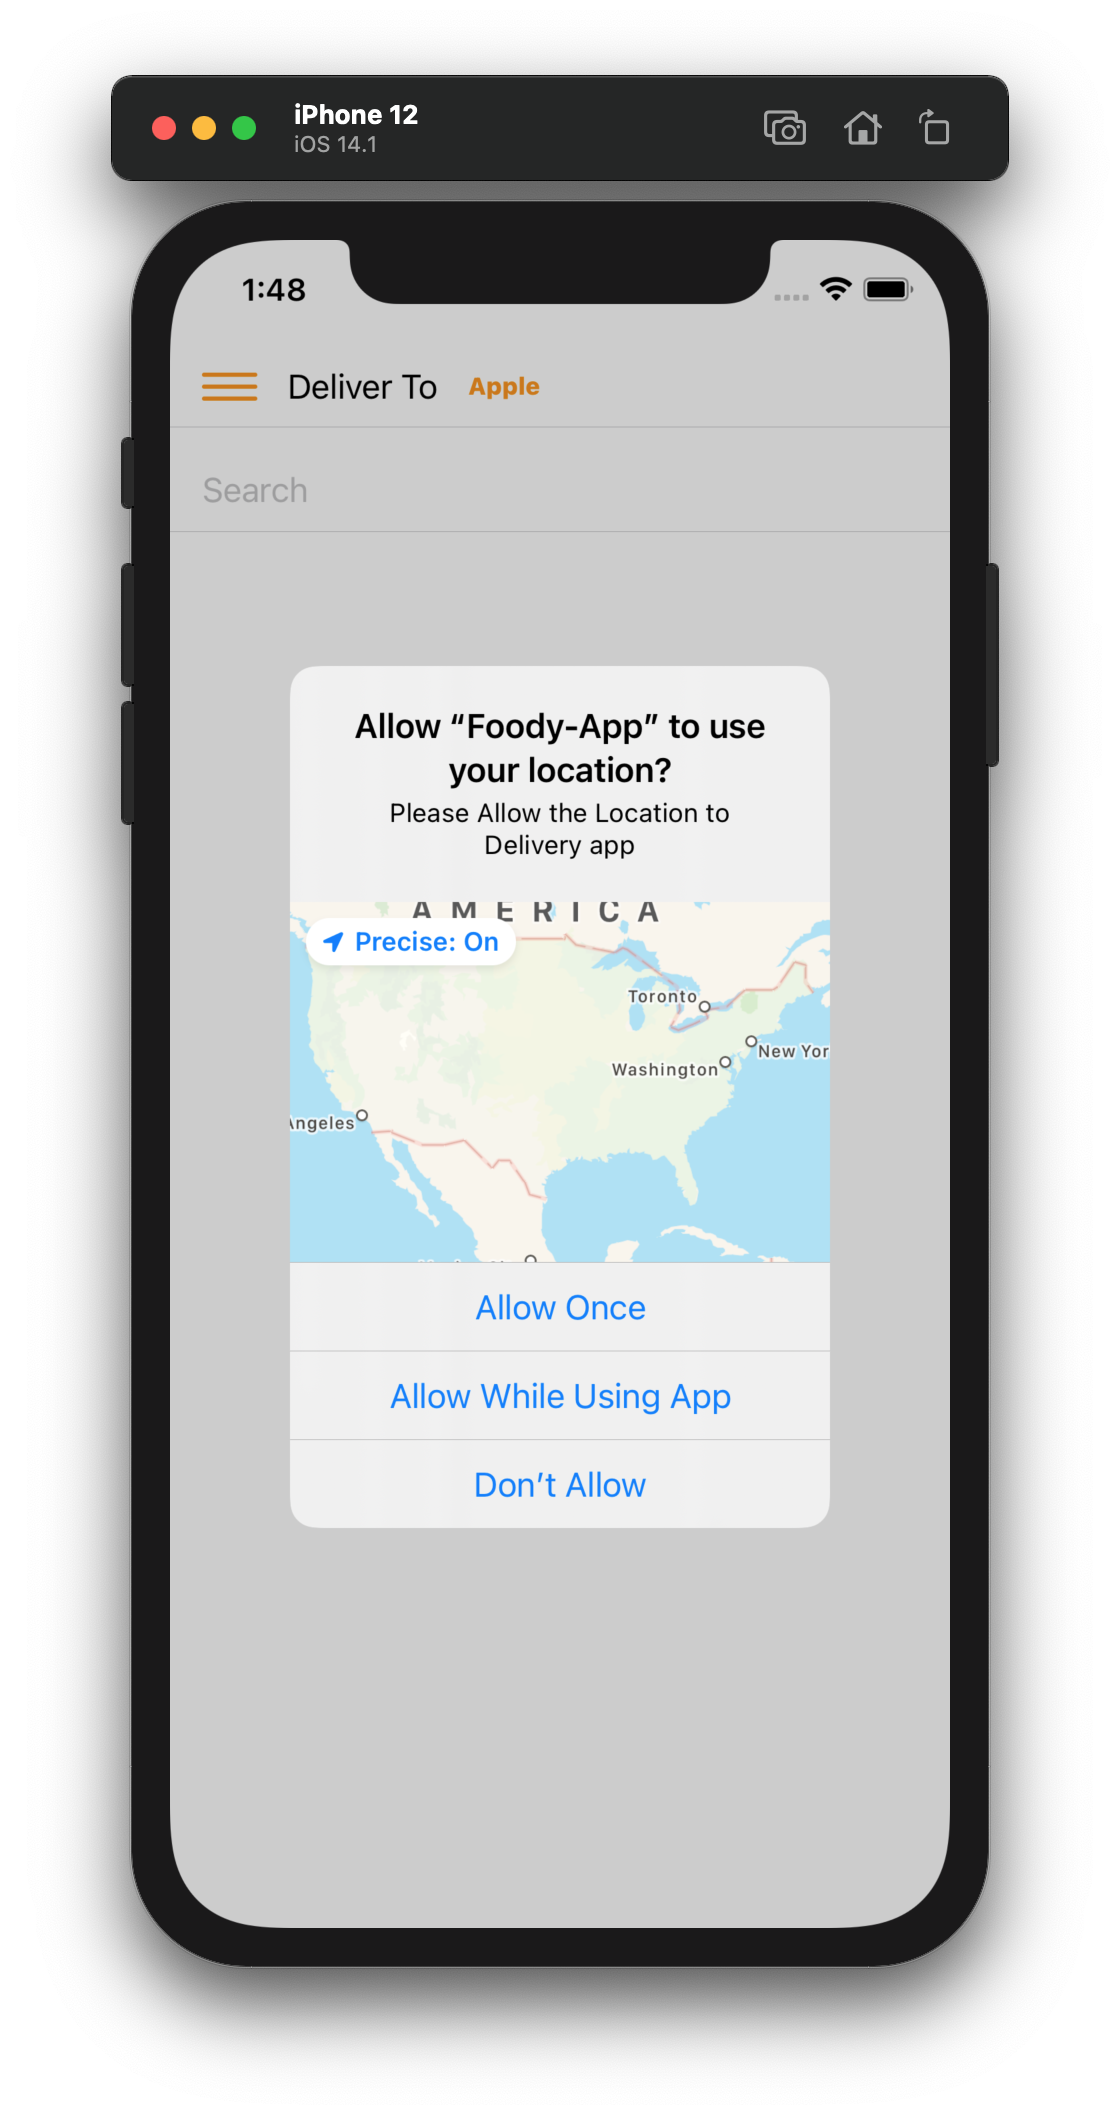 iPhone 12
iOS 14.1
1:48
Deliver To Apple
Search
Allow “Foody-App” to use
your location?
Please Allow the Location to
Delivery app
AMERICA
Precise: On
Toronto
New Yor
Washington
Angeles
Allow Once
Allow While Using App
Don’t Allow